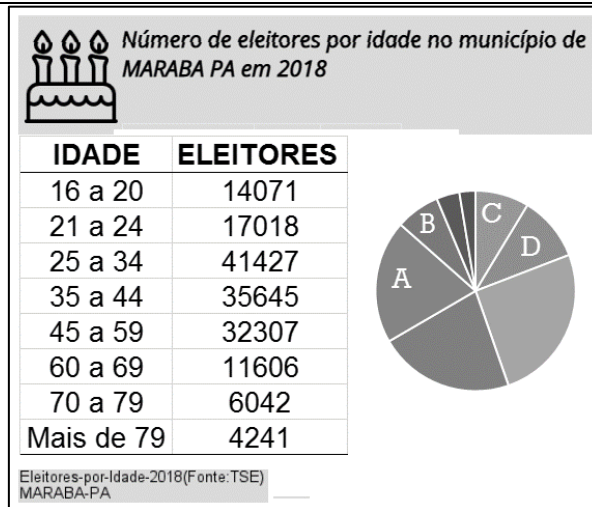 Número de eleitores por idade no município de
MARABA PA em 2018
IDADE ELEITORES
16 a 20 14071
21 a 24 17018
25 a 34 41427
35 a 44 35645
45 a 59 32307
60 a 69 11606
70 a 79 6042
Mais de 79 4241
B
C
D
A
Eleitores-por-Idade-2018(Fonte:TSE)
MARABA-PA